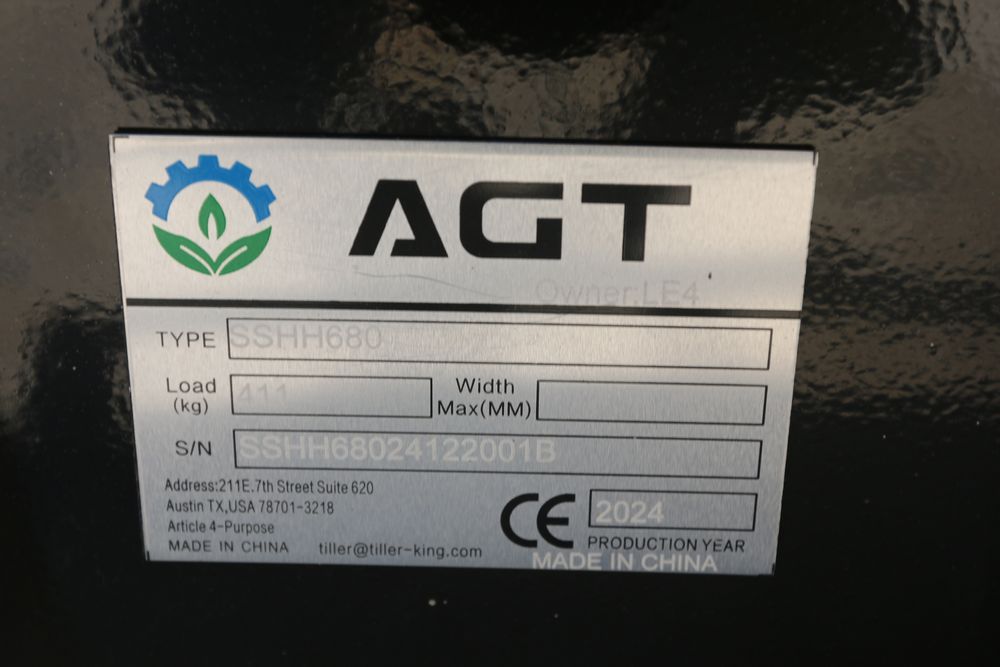 AGT
Owner:LE4
TYPE SSHH680
Load (kg) 411 Width Max(MM)
S/N SSHH68024122001B
Address:211E.7th Street Suite 620
Austin TX,USA 78701-3218
Article 4-Purpose
MADE IN CHINA tiller@tiller-king.com
CE 2024
PRODUCTION YEAR
MADE IN CHINA